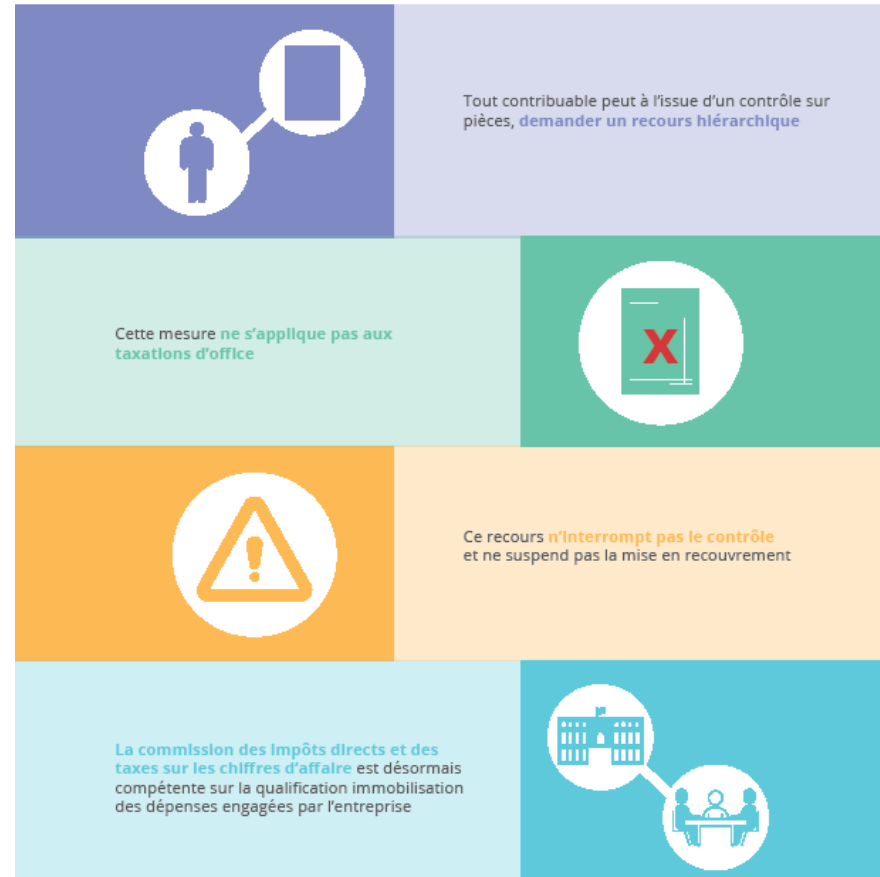 Tout contribuable peut à l'issue d'un contrôle sur
pièces, demander un recours hiérarchique
Cette mesure ne s'applique pas aux
taxations d'office
X
Ce recours n'interrompt pas le contrôle
et ne suspend pas la mise en recouvrement
La commission des impôts directs et des
taxes sur les chiffres d'affaire est désormais
compétente sur la qualification immobilisation
des dépenses engagées par l'entreprise